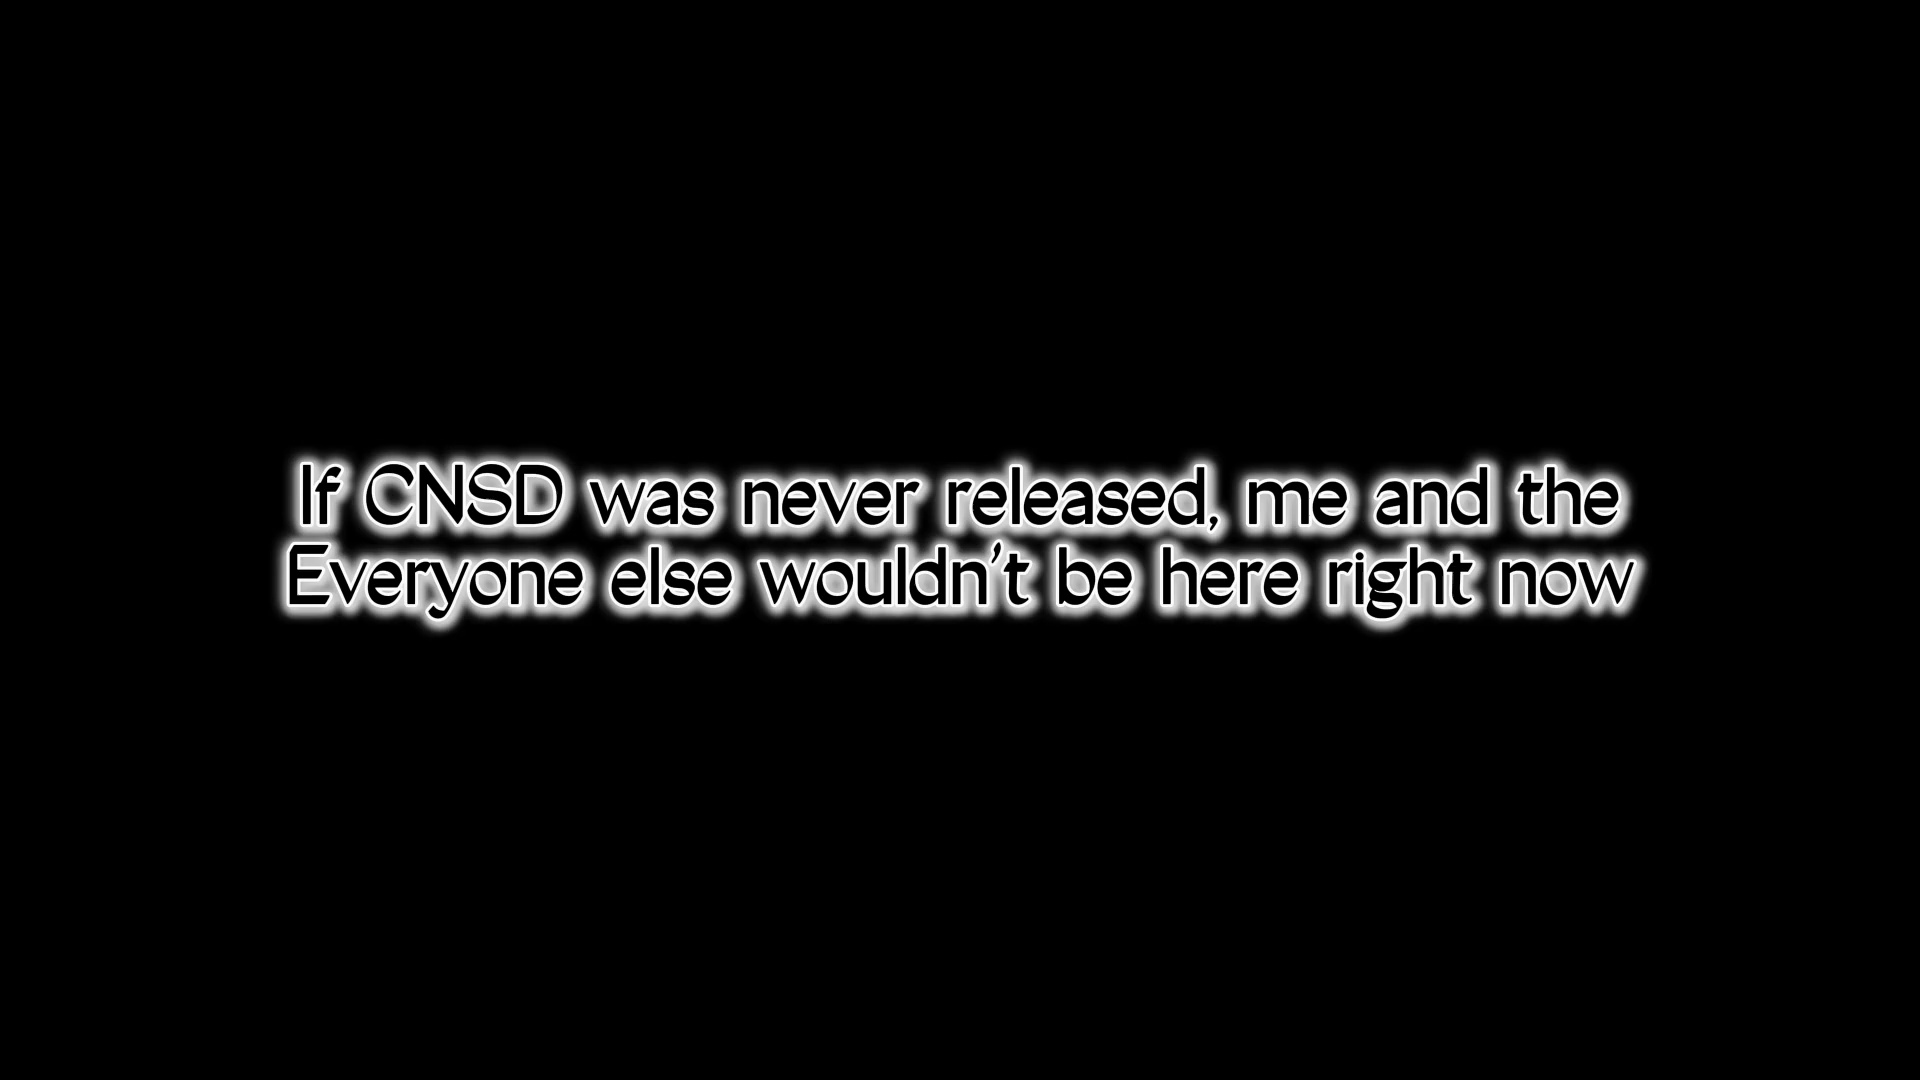 If CNSD was never released, me and the
Everyone else wouldn't be here right now